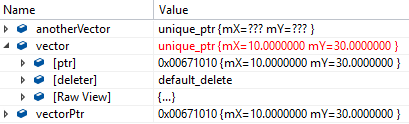 Name Value
anotherVector unique_ptr {mX=??? mY=??? }
vector unique_ptr {mX=10.0000000 mY=30.0000000 }
[ptr] 0x00671010 {mX=10.0000000 mY=30.0000000 }
[deleter] default_delete
[Raw View] {...}
vectorPtr 0x00671010 {mX=10.0000000 mY=30.0000000 }